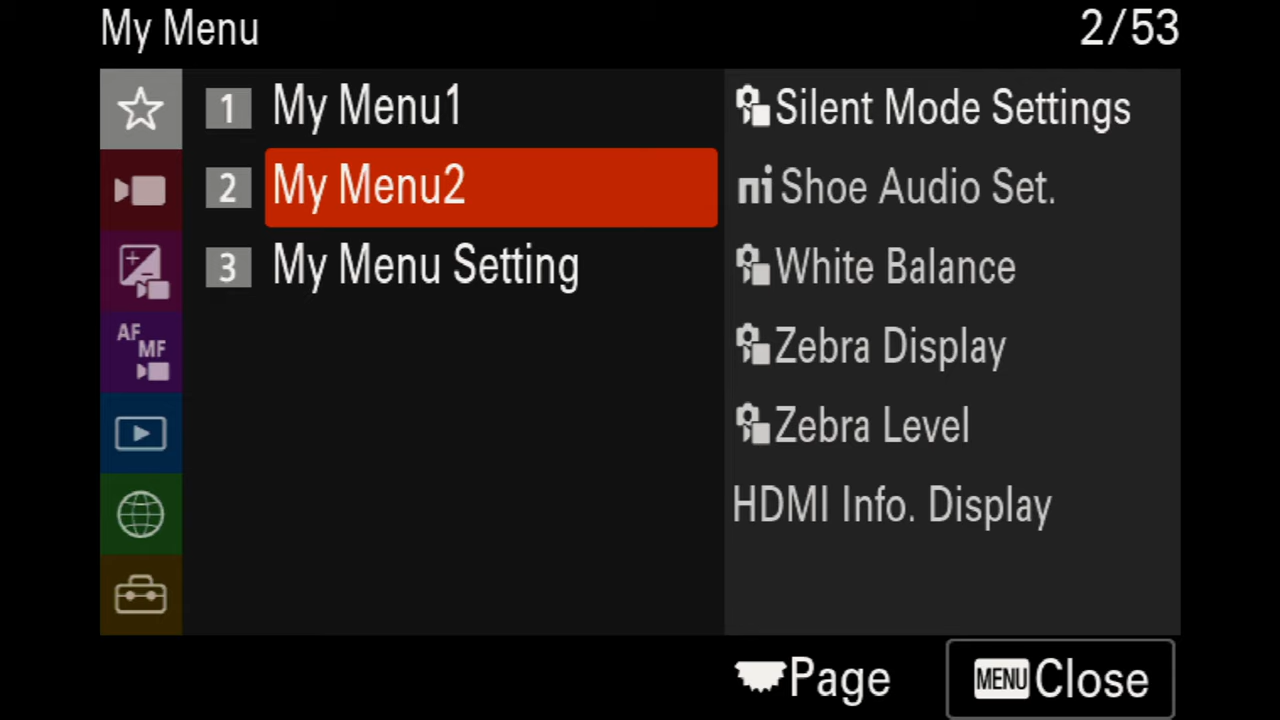 My Menu 2/53
1 My Menu1
2 My Menu2
3 My Menu Setting
AF
MF
Silent Mode Settings
mi Shoe Audio Set.
White Balance
Zebra Display
Zebra Level
HDMI Info. Display
Page
MENU Close